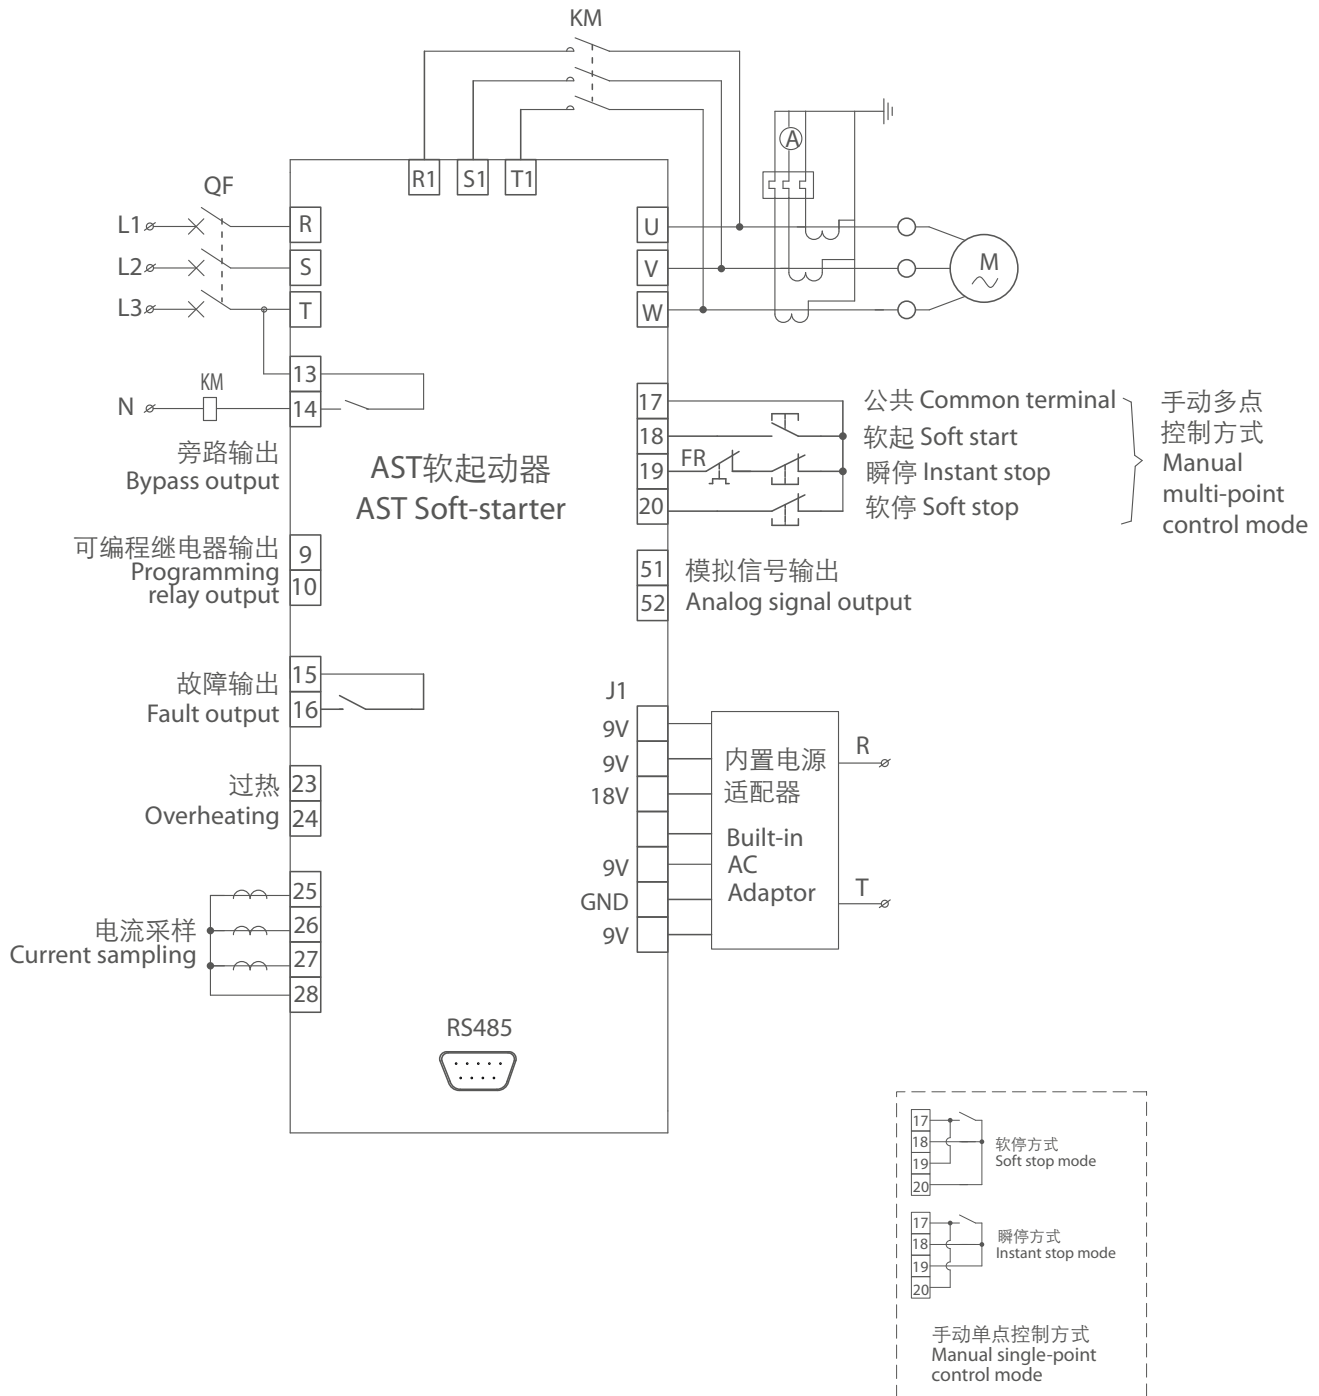 KM
R1 S1 T1
A
QF
L1 R
L2 S
L3 T
U
V
W
M
13
KM
N 14
旁路输出
Bypass output
AST软起动器
AST Soft-starter
17 公共 Common terminal
18 软起 Soft start
19 FR 瞬停 Instant stop
20 软停 Soft stop
手动多点
控制方式
Manual
multi-point
control mode
可编程继电器输出
Programming
relay output
9
10
51 模拟信号输出
52 Analog signal output
故障输出 15
Fault output 16
过热 23
Overheating 24
J1
9V
9V
18V
9V
GND
9V
内置电源
适配器
Built-in
AC
Adaptor
R
T
电流采样
Current sampling
25
26
27
28
RS485
17
18
19
20
软停方式
Soft stop mode
17
18
19
20
瞬停方式
Instant stop mode
手动单点控制方式
Manual single-point
control mode